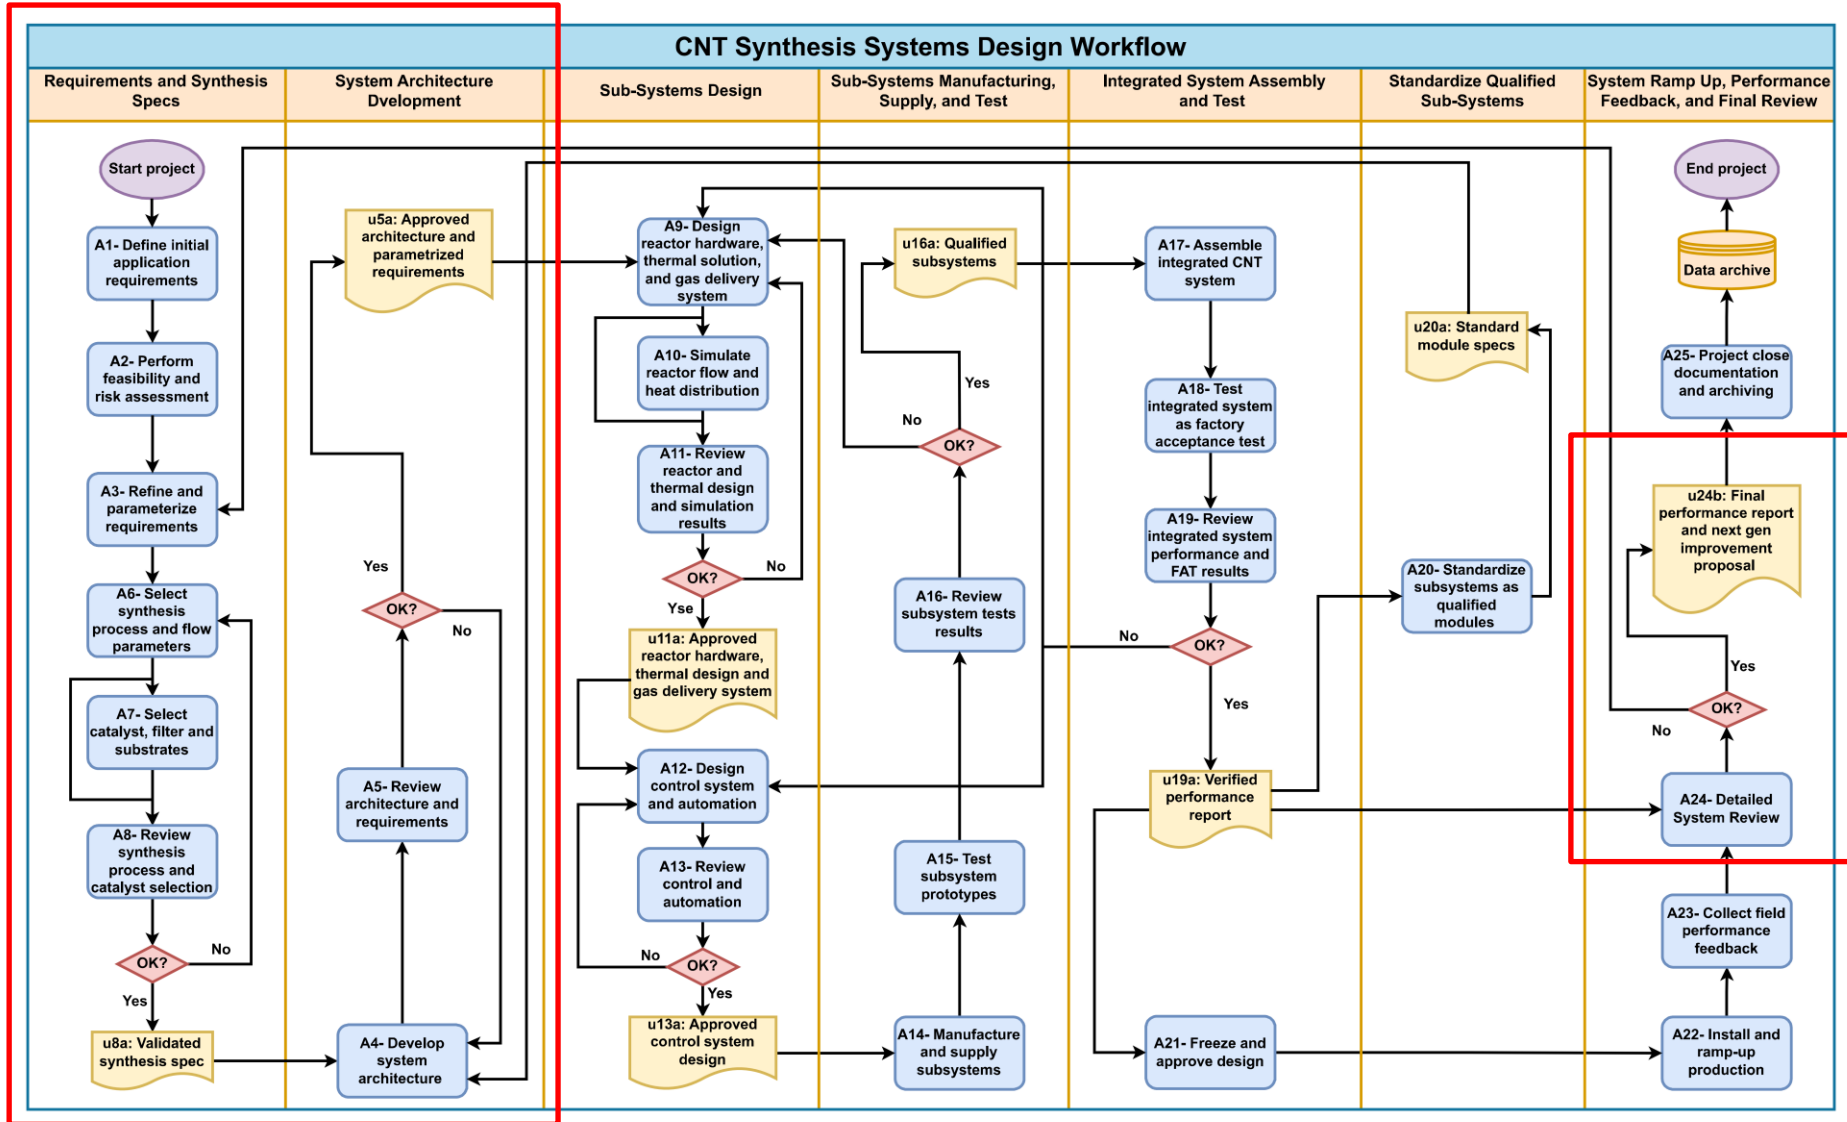 CNT Synthesis Systems Design Workflow
Requirements and Synthesis
Specs
System Architecture
Dvelopment
Sub-Systems Design
Sub-Systems Manufacturing,
Supply, and Test
Integrated System Assembly
and Test
Standardize Qualified
Sub-Systems
System Ramp Up, Performance
Feedback, and Final Review
Start project
A1- Define initial
application
requirements
A2- Perform
feasibility and
risk assessment
A3- Refine and
parameterize
requirements
A6- Select
synthesis
process and flow
parameters
A7- Select
catalyst, filter and
substrates
A8- Review
synthesis
process and
catalyst selection
OK?
No
Yes
u8a: Validated
synthesis spec
u5a: Approved
architecture and
parametrized
requirements
Yes
OK?
No
A5- Review
architecture and
requirements
A4- Develop
system
architecture
A9- Design
reactor hardware,
thermal solution,
and gas delivery
system
A10- Simulate
reactor flow and
heat distribution
A11- Review
reactor and
thermal design
and simulation
results
OK?
No
Yse
u11a: Approved
reactor hardware,
thermal design and
gas delivery system
A12- Design
control system
and automation
A13- Review
control and
automation
No
OK?
Yes
u13a: Approved
control system
design
u16a: Qualified
subsystems
Yes
No
OK?
A16- Review
subsystem tests
results
A15- Test
subsystem
prototypes
A14- Manufacture
and supply
subsystems
A17- Assemble
integrated CNT
system
A18- Test
integrated system
as factory
acceptance test
A19- Review
integrated system
performance and
FAT results
No
OK?
Yes
u19a: Verified
performance
report
A21- Freeze and
approve design
u20a: Standard
module specs
A20- Standardize
subsystems as
qualified
modules
End project
Data archive
A25- Project close
documentation
and archiving
u24b: Final
performance report
and next gen
improvement
proposal
Yes
OK?
No
A24- Detailed
System Review
A23- Collect field
performance
feedback
A22- Install and
ramp-up
production